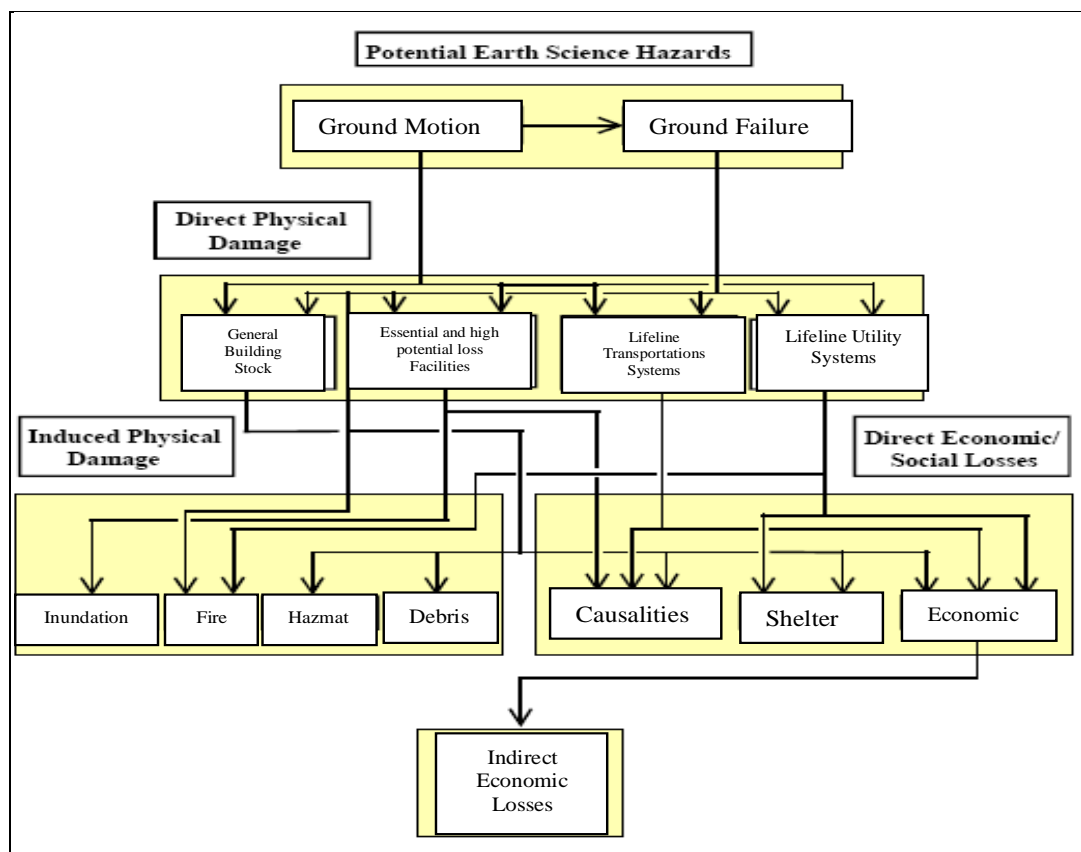 Potential Earth Science Hazards
Ground Motion
Ground Failure
Direct Physical
Damage
General
Building
Stock
Essential and high
potential loss
Facilities
Lifeline
Transportations
Systems
Lifeline Utility
Systems
Induced Physical
Damage
Direct Economic/
Social Losses
Inundation
Fire
Hazmat
Debris
Causalities
Shelter
Economic
Indirect
Economic
Losses